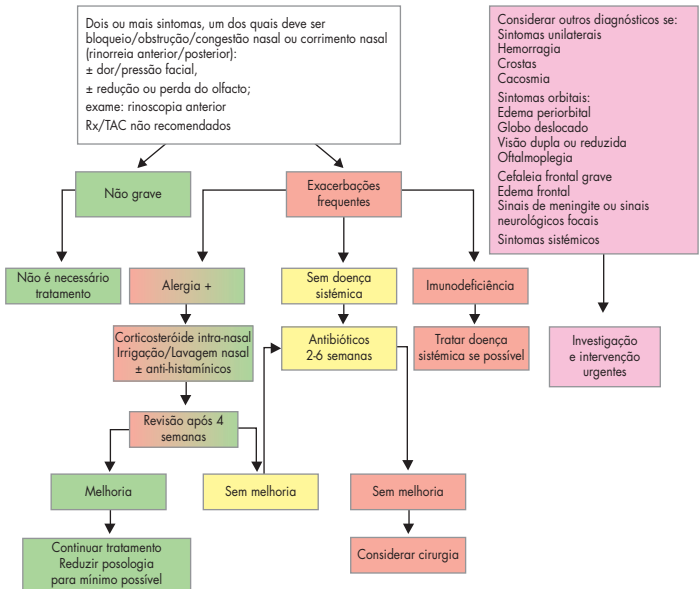 Dois ou mais sintomas, um dos quais deve ser
bloqueio/obstrução/congestão nasal ou corrimento nasal
(rinorreia anterior/posterior):
± dor/pressão facial,
± redução ou perda do olfacto;
exame: rinoscopia anterior
Rx/TAC não recomendados
Considerar outros diagnósticos se:
Sintomas unilaterais
Hemorragia
Crostas
Cacosmia
Sintomas orbitais:
Edema periorbital
Globo deslocado
Visão dupla ou reduzida
Oftalmoplegia
Cefaleia frontal grave
Edema frontal
Sinais de meningite ou sinais
neurológicos focais
Sintomas sistémicos
Não grave
Exacerbações
frequentes
Não é necessário
tratamento
Alergia +
Sem doença
sistémica
Imunodeficiência
Corticosteróide intra-nasal
Irrigação/Lavagem nasal
± anti-histamínicos
Antibióticos
2-6 semanas
Tratar doença
sistémica se possível
Investigação
e intervenção
urgentes
Revisão após 4
semanas
Melhoria
Sem melhoria
Sem melhoria
Continuar tratamento
Reduzir posologia
para mínimo possível
Considerar cirurgia